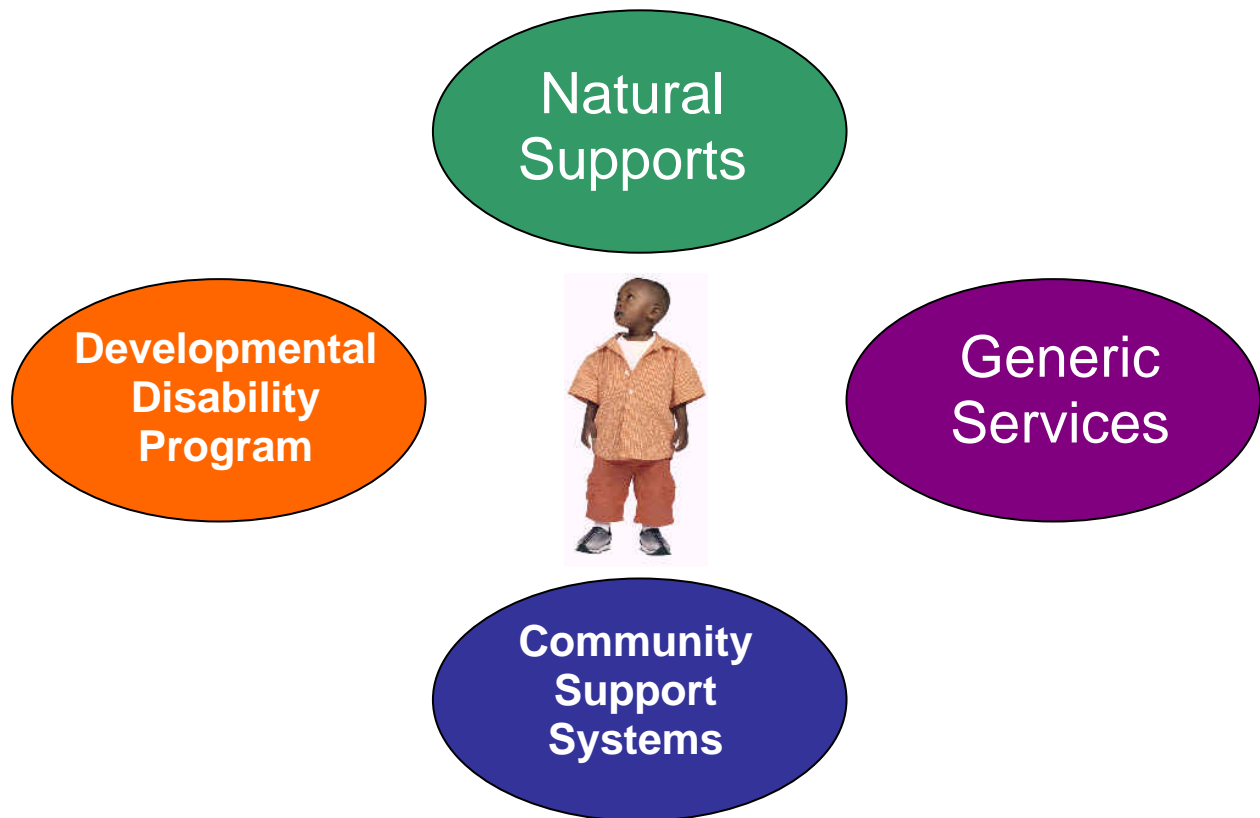 Natural
Supports
Developmental
Disability
Program
Generic
Services
Community
Support
Systems